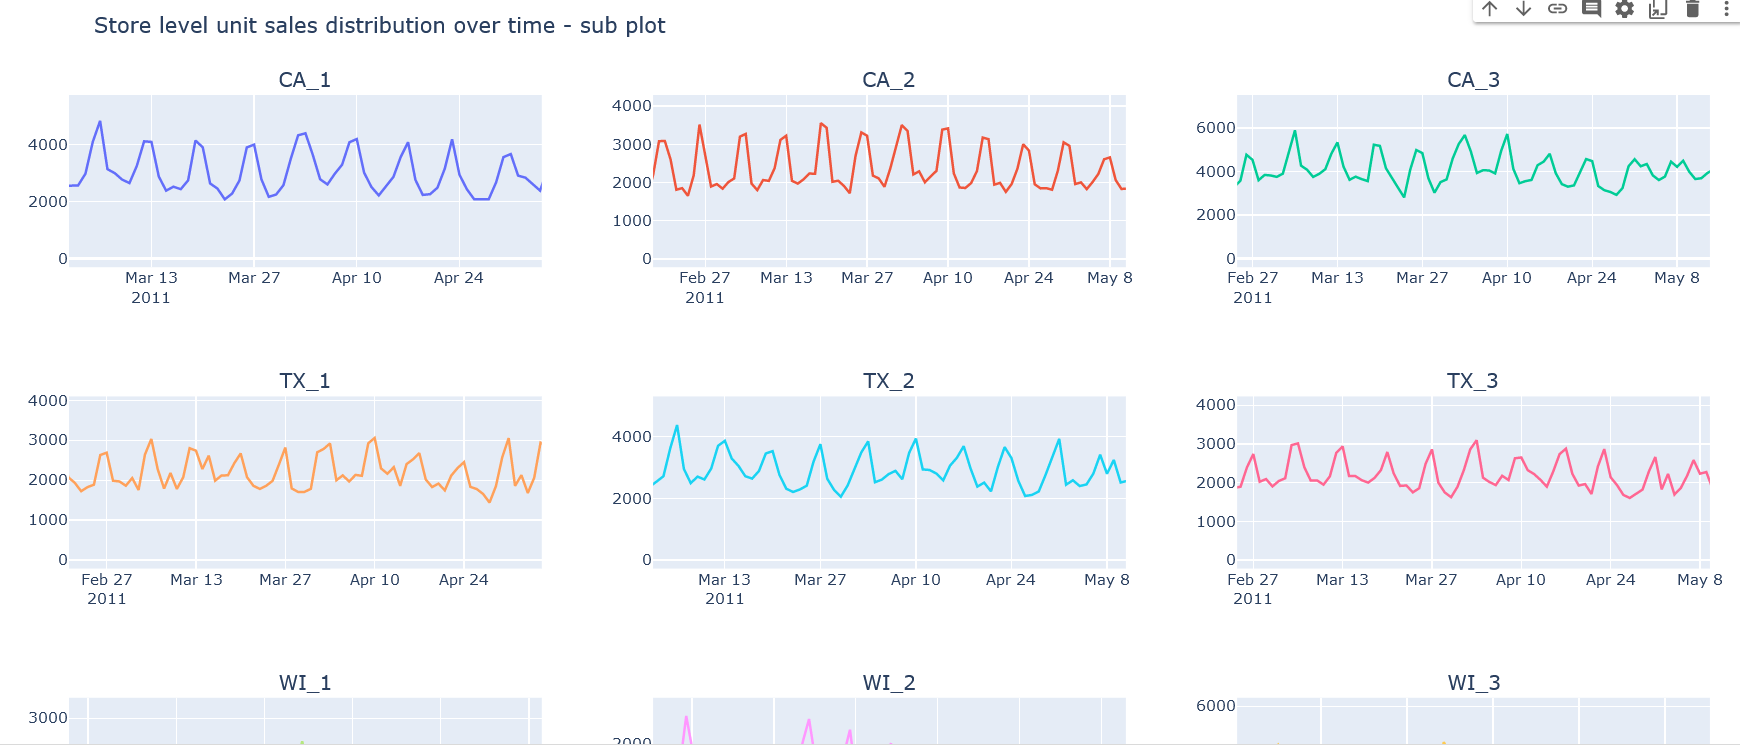 Store level unit sales distribution over time - sub plot
CA_1
CA_2
CA_3
4000
2000
0
Mar 13
2011
Mar 27
Apr 10
Apr 24
4000
3000
2000
1000
0
Feb 27
2011
Mar 13
Mar 27
Apr 10
Apr 24
May 8
6000
4000
2000
0
Feb 27
2011
Mar 13
Mar 27
Apr 10
Apr 24
May 8
TX_1
TX_2
TX_3
4000
3000
2000
1000
0
Feb 27
2011
Mar 13
Mar 27
Apr 10
Apr 24
4000
2000
0
Mar 13
2011
Mar 27
Apr 10
Apr 24
May 8
4000
3000
2000
1000
0
Feb 27
2011
Mar 13
Mar 27
Apr 10
Apr 24
May 8
WI_1
WI_2
WI_3
3000
2000
6000